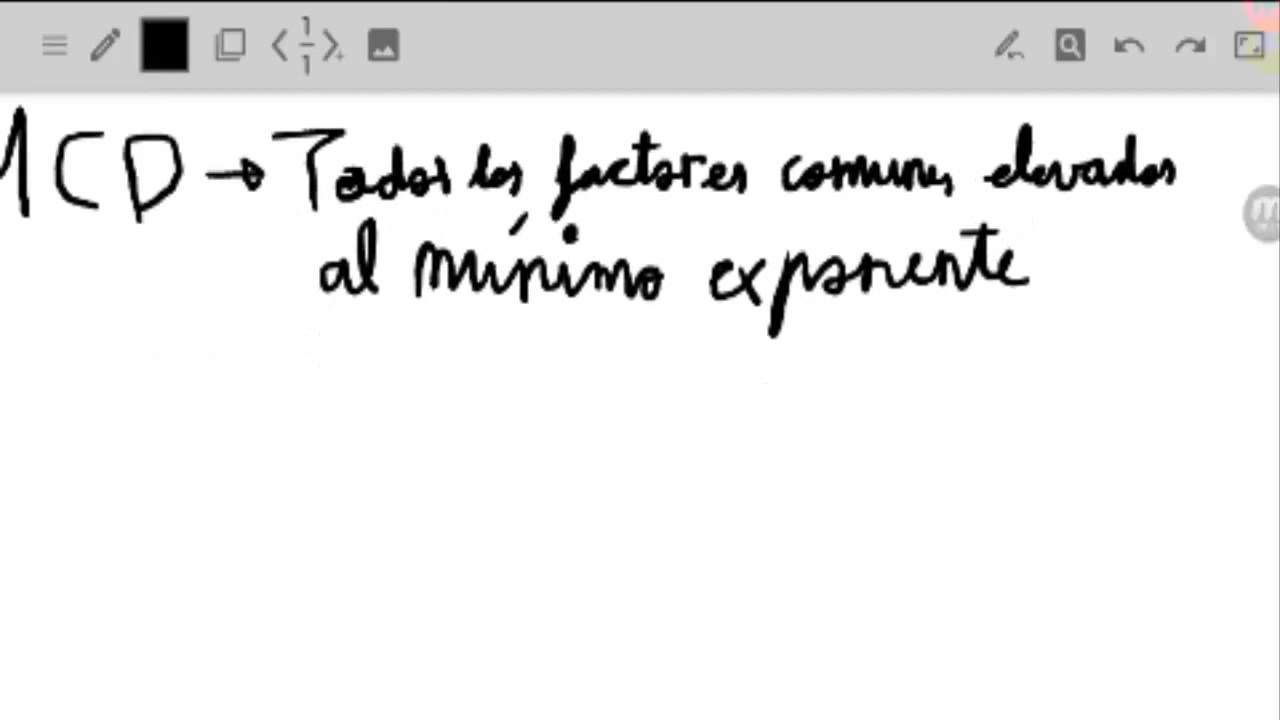 MCD → Todos los factores comunes elevados
al mínimo exponente